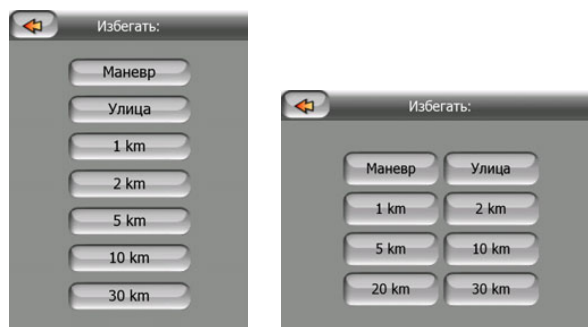 Избегать:
Маневр
Улица
1 km
2 km
5 km
10 km
30 km
Избегать:
Маневр Улица
1 km 2 km
5 km 10 km
20 km 30 km